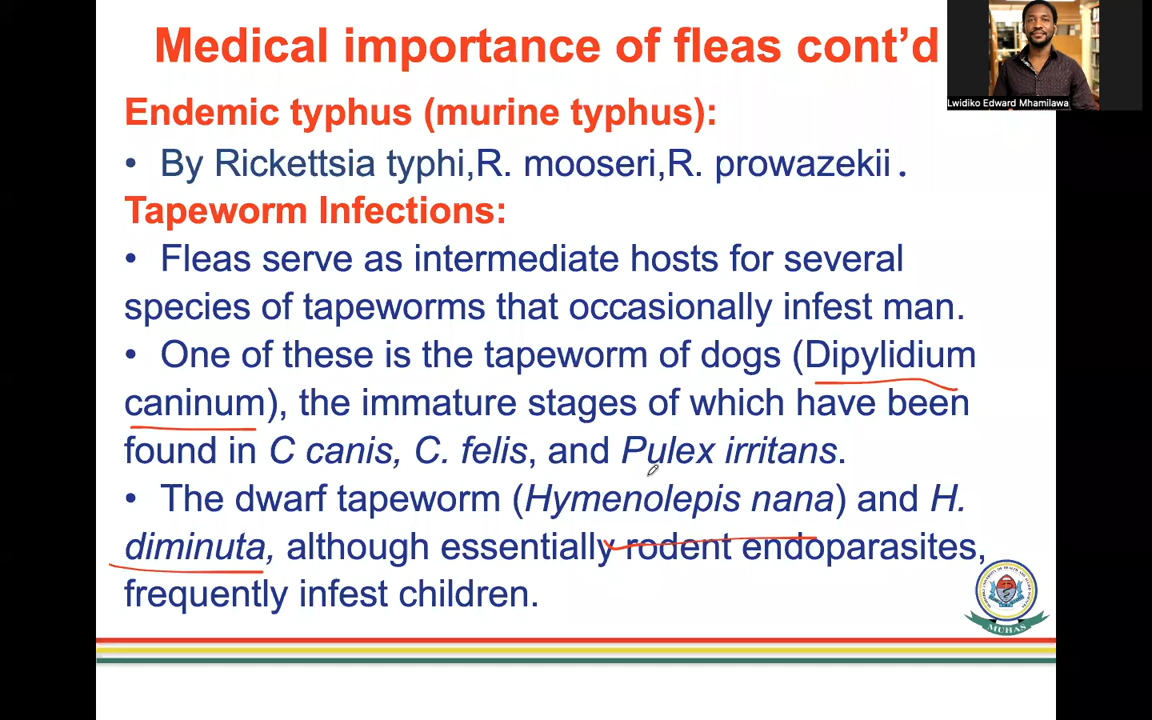 Medical importance of fleas cont’d
Lwidiko Edward Mhamilawa
Endemic typhus (murine typhus):
• By Rickettsia typhi,R. mooseri,R. prowazekii.
Tapeworm Infections:
• Fleas serve as intermediate hosts for several
species of tapeworms that occasionally infest man.
• One of these is the tapeworm of dogs (Dipylidium
caninum), the immature stages of which have been
found in C canis, C. felis, and Pulex irritans.
• The dwarf tapeworm (Hymenolepis nana) and H.
diminuta, although essentially rodent endoparasites,
frequently infest children.
MUHAS